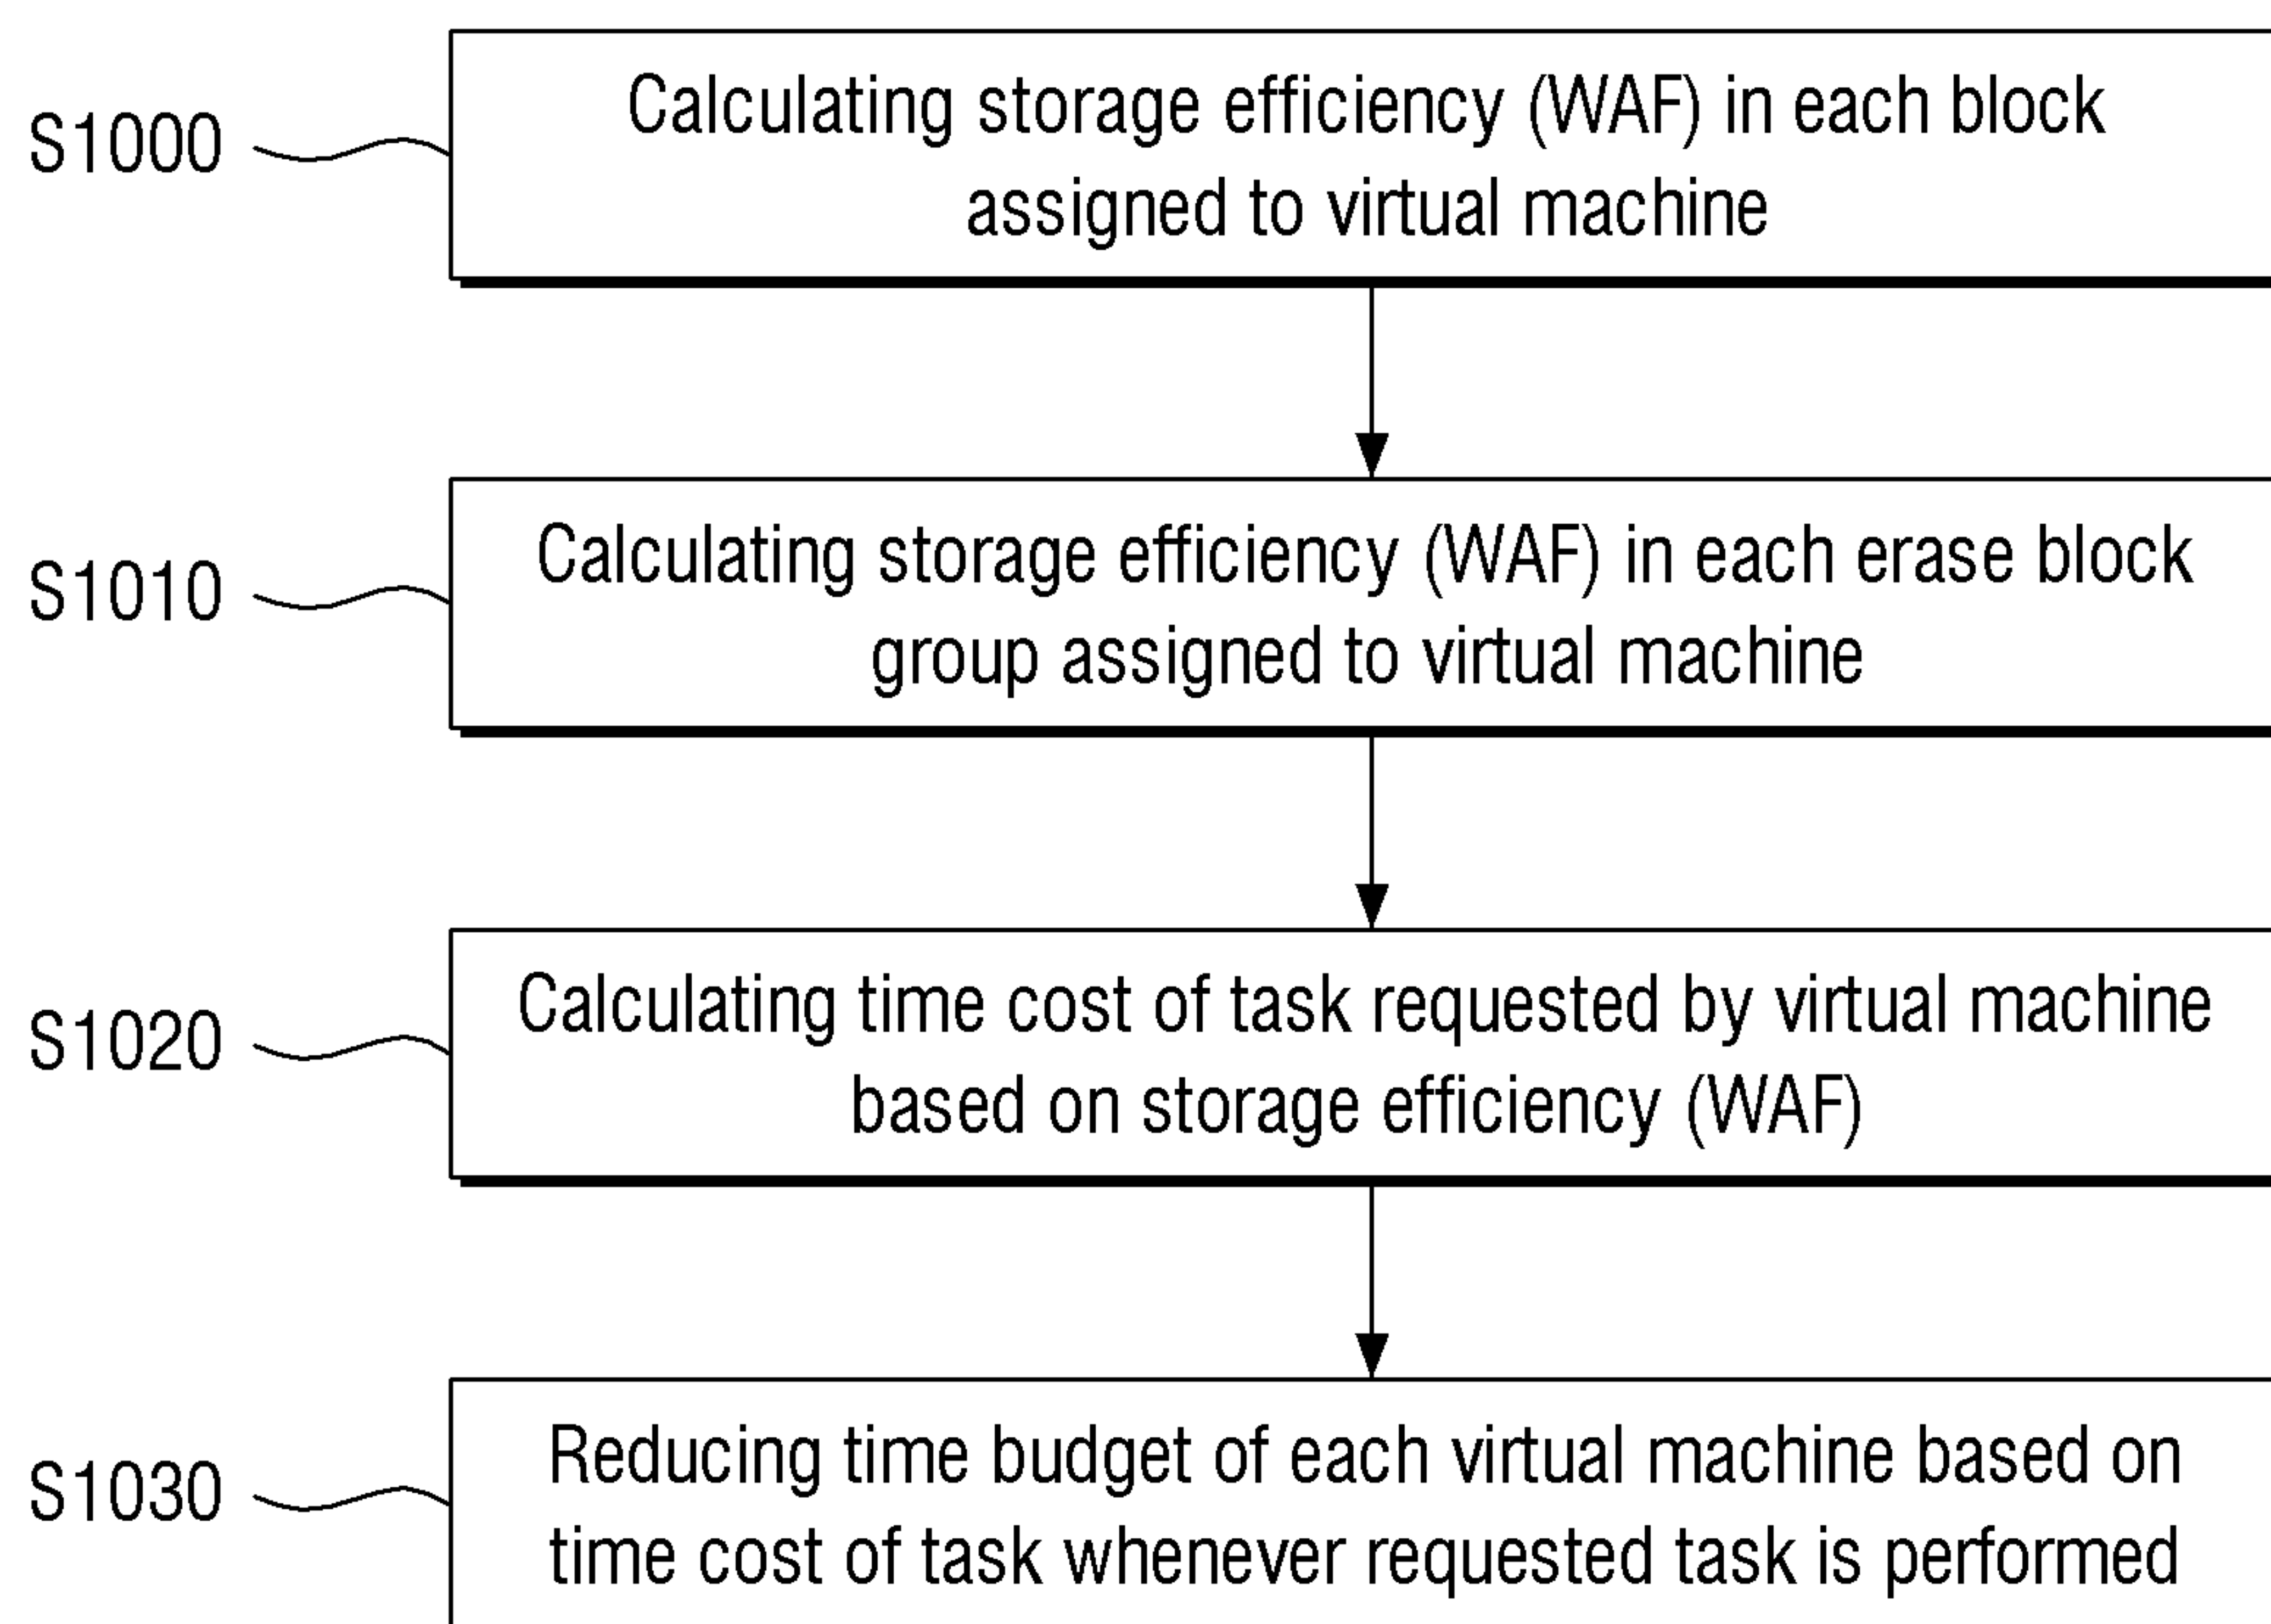 S1000
Calculating storage efficiency (WAF) in each block
assigned to virtual machine
S1010
Calculating storage efficiency (WAF) in each erase block
group assigned to virtual machine
S1020
Calculating time cost of task requested by virtual machine
based on storage efficiency (WAF)
S1030
Reducing time budget of each virtual machine based on
time cost of task whenever requested task is performed